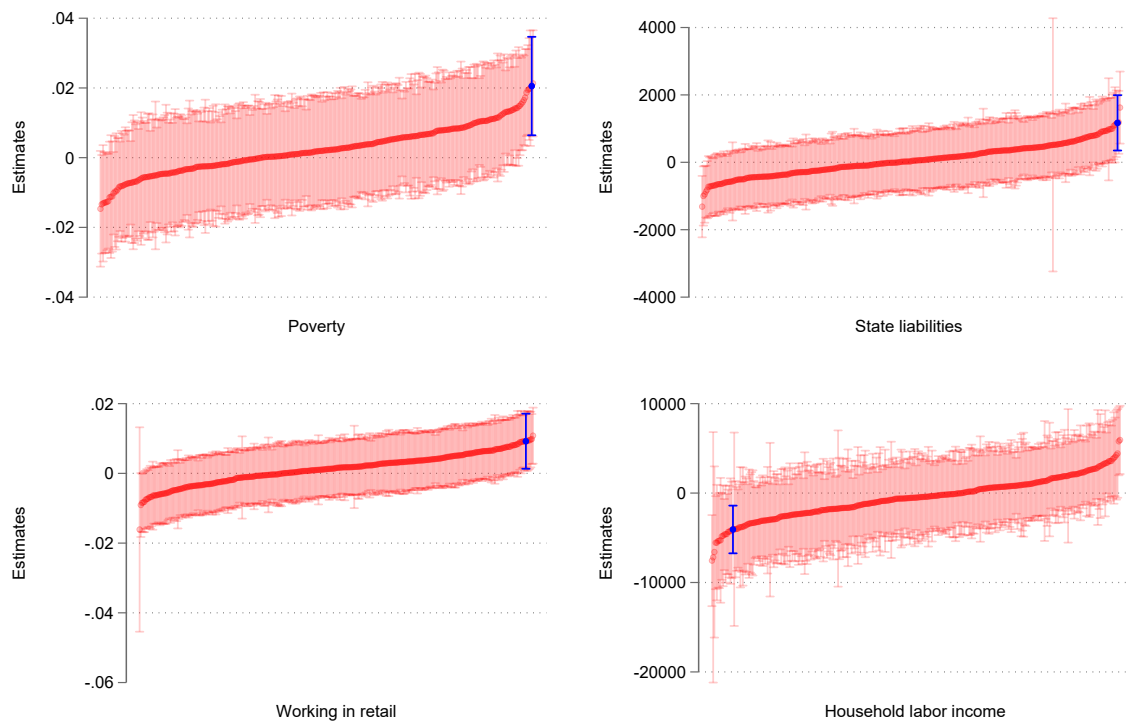 .04
.02
0
-.02
-.04
Estimates
Poverty
4000
2000
0
-2000
-4000
Estimates
State liabilities
.02
0
-.02
-.04
-.06
Estimates
Working in retail
10000
0
-10000
-20000
Estimates
Household labor income